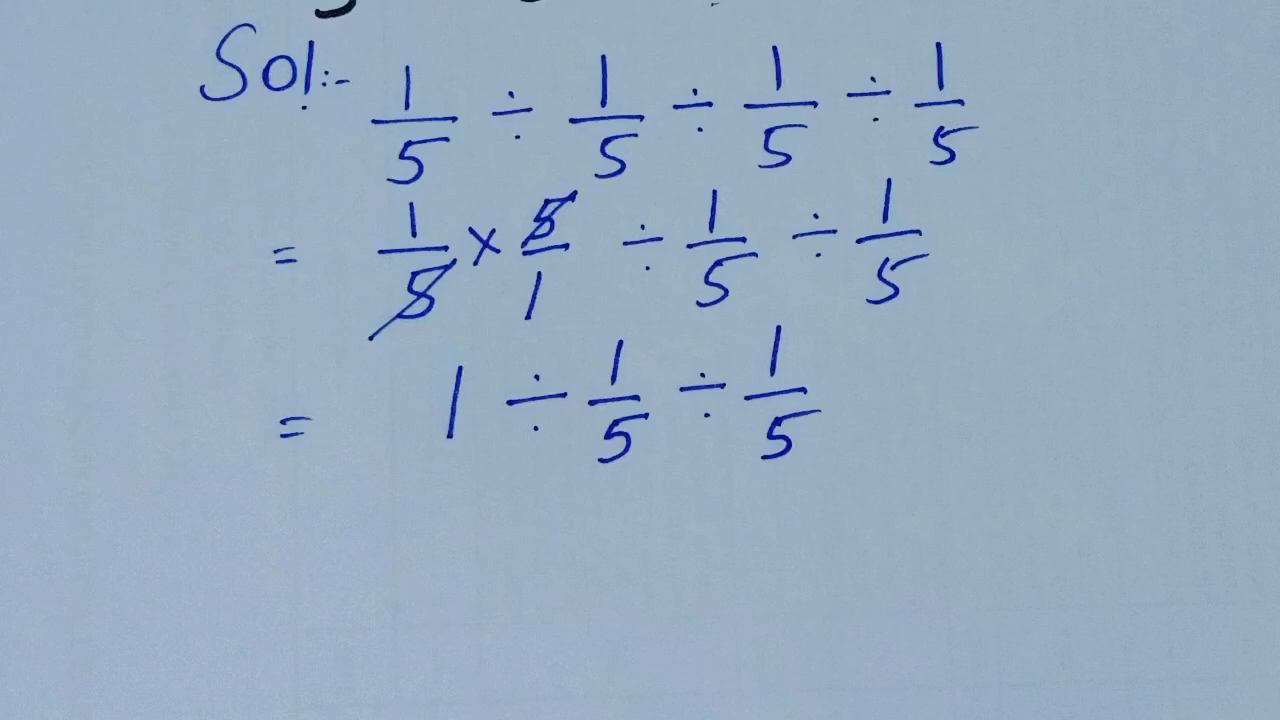 Sol:- 1/5 ÷ 1/5 ÷ 1/5 ÷ 1/5
= 1/5 × 5/1 ÷ 1/5 ÷ 1/5
= 1 ÷ 1/5 ÷ 1/5